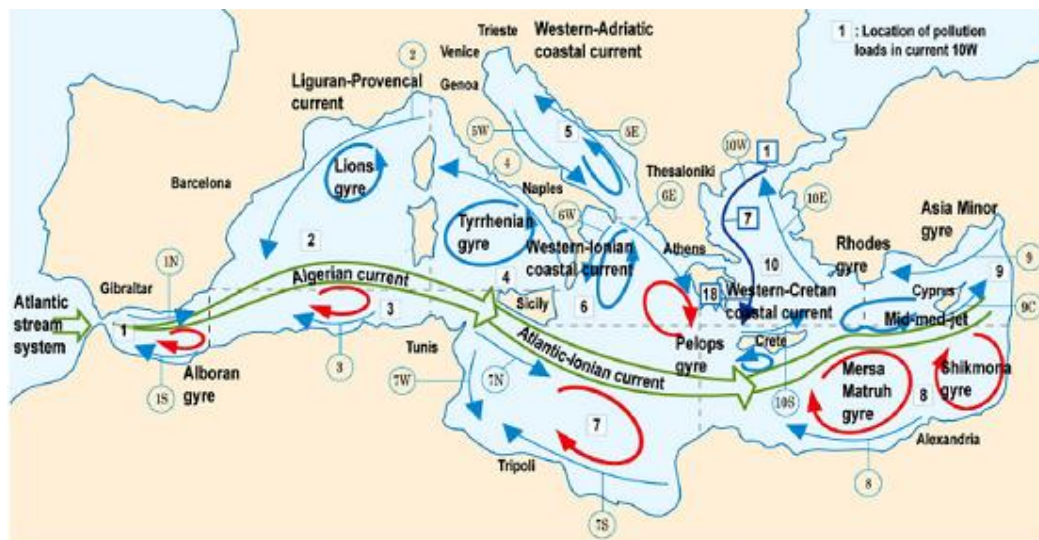 Trieste
Western-Adriatic
coastal current
Venice
1 : Location of pollution
loads in current 10W
2
Liguran-Provencal
current
Genoa
5W
5
5E
10W
1
Thesaloniki
4
Lions
gyre
Barcelona
Naples
6E
10E
7
6W
Tyrrhenian
gyre
Asia Minor
gyre
Western-Ionian
coastal current
Athens
Rhodes
gyre
2
1N
10
9
Algerian current
4
9
Gibraltar
Sicily
6
18
Western-Cretan
coastal current
Cyprus
Atlantic
stream
system
1
3
9C
Mid-med-jet
Crete
Tunis
Atlantic-Ionian current
Pelops
gyre
1S
Alboran
gyre
3
7W
7N
10S
Mersa
Matruh
gyre
Shikmona
gyre
8
7
Alexandria
Tripoli
8
7S